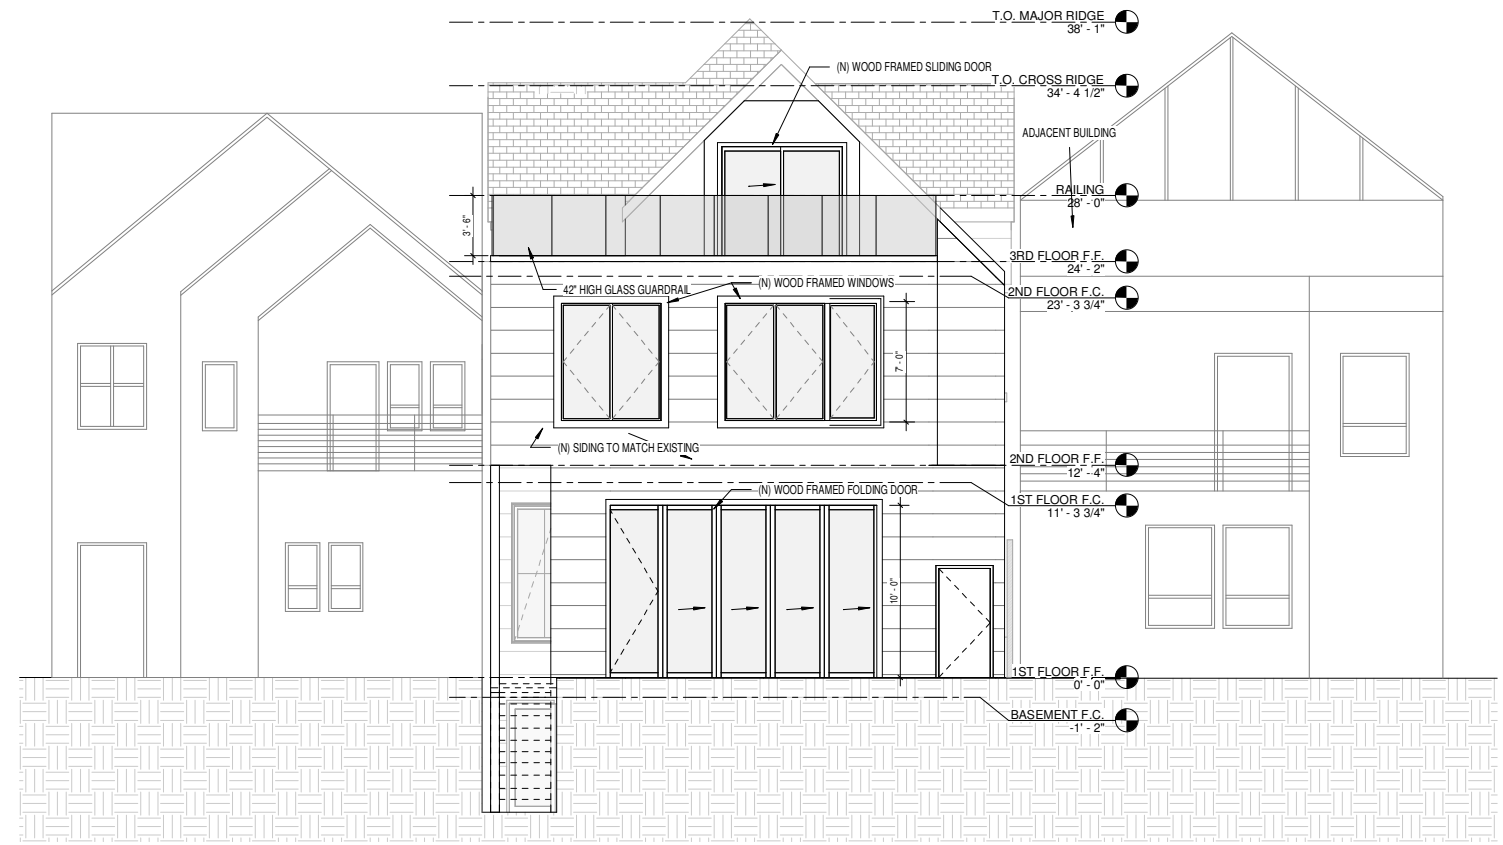 T.O. MAJOR RIDGE
38' - 1"
(N) WOOD FRAMED SLIDING DOOR
T.O. CROSS RIDGE
34' - 4 1/2"
ADJACENT BUILDING
RAILING
28' - 0"
3' - 6"
3RD FLOOR F.F.
24' - 2"
42" HIGH GLASS GUARDRAIL
(N) WOOD FRAMED WINDOWS
2ND FLOOR F.C.
23' - 3 3/4"
7' - 0"
(N) SIDING TO MATCH EXISTING
2ND FLOOR F.F.
12' - 4"
(N) WOOD FRAMED FOLDING DOOR
1ST FLOOR F.C.
11' - 3 3/4"
10' - 0"
1ST FLOOR F.F.
0' - 0"
BASEMENT F.C.
-1' - 2"